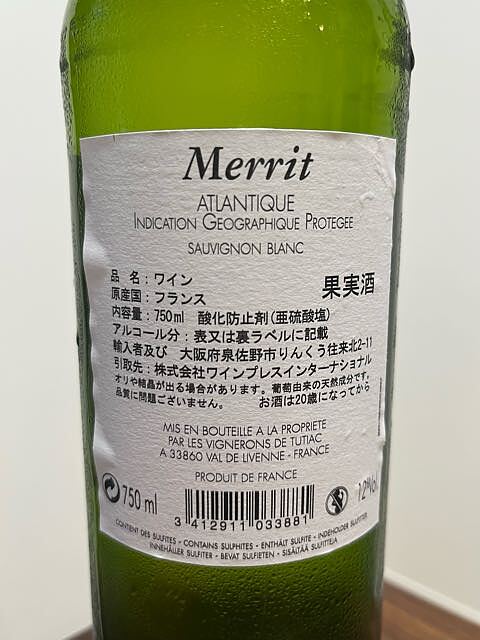 Merrit
ATLANTIQUE
INDICATION GEOGRAPHIQUE PROTEGEE
SAUVIGNON BLANC
品 名：ワイン
果実酒
原産国：フランス
内容量：750ml 酸化防止剤(亜硫酸塩)
アルコール分：表又は裏ラベルに記載
輸入者及び 大阪府泉佐野市りんくう往来北2-11
引取先：株式会社ワインプレスインターナショナル
オリや結晶が出る場合があります。葡萄由来の天然成分です。
品質に問題ございません。 お酒は20歳になってから
MIS EN BOUTEILLE A LA PROPRIETE
PAR LES VIGNERONS DE TUTIAC
A 33860 VAL DE LIVENNE - FRANCE
PRODUIT DE FRANCE
750 ml
12%vol
3 412911 033881
CONTIENT DES SULFITES - CONTAINS SULPHITES - ENTHÄLT SULFITE - INDEHOLDER SULFITTER
INNEHÅLLER SULFITER - BEVAT SULFIETEN - SISÄLTÄÄ SULFIITTEJA